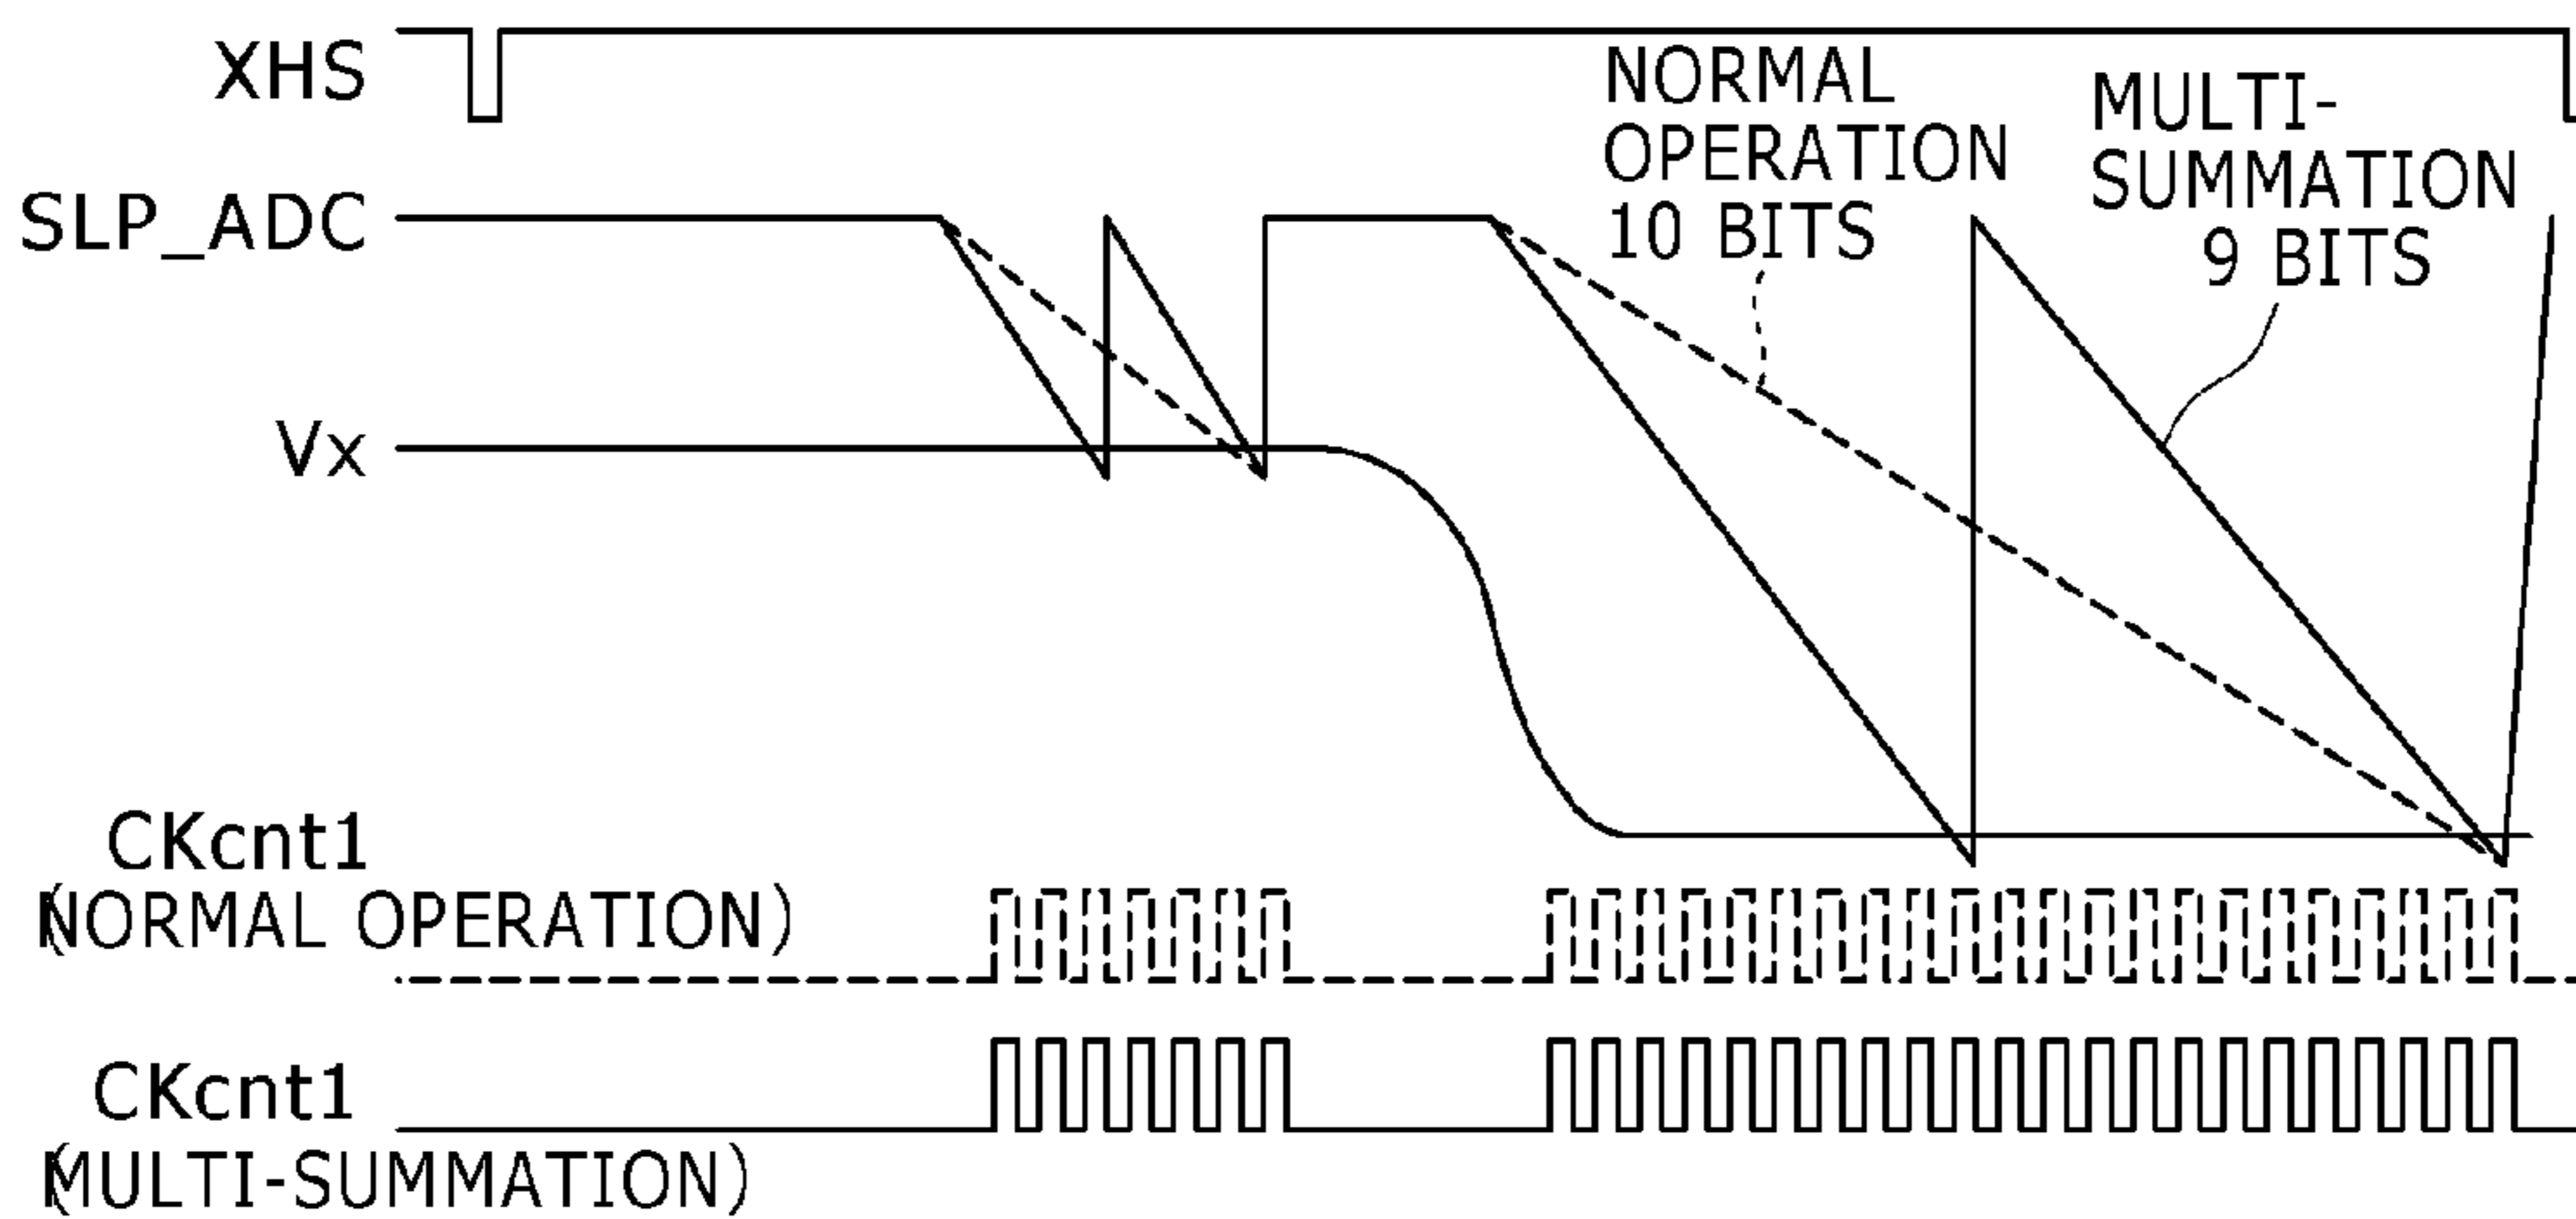 XHS
NORMAL
OPERATION
10 BITS
MULTI-
SUMMATION
9 BITS
SLP_ADC
Vx
CKcnt1
(NORMAL OPERATION)
CKcnt1
(MULTI-SUMMATION)